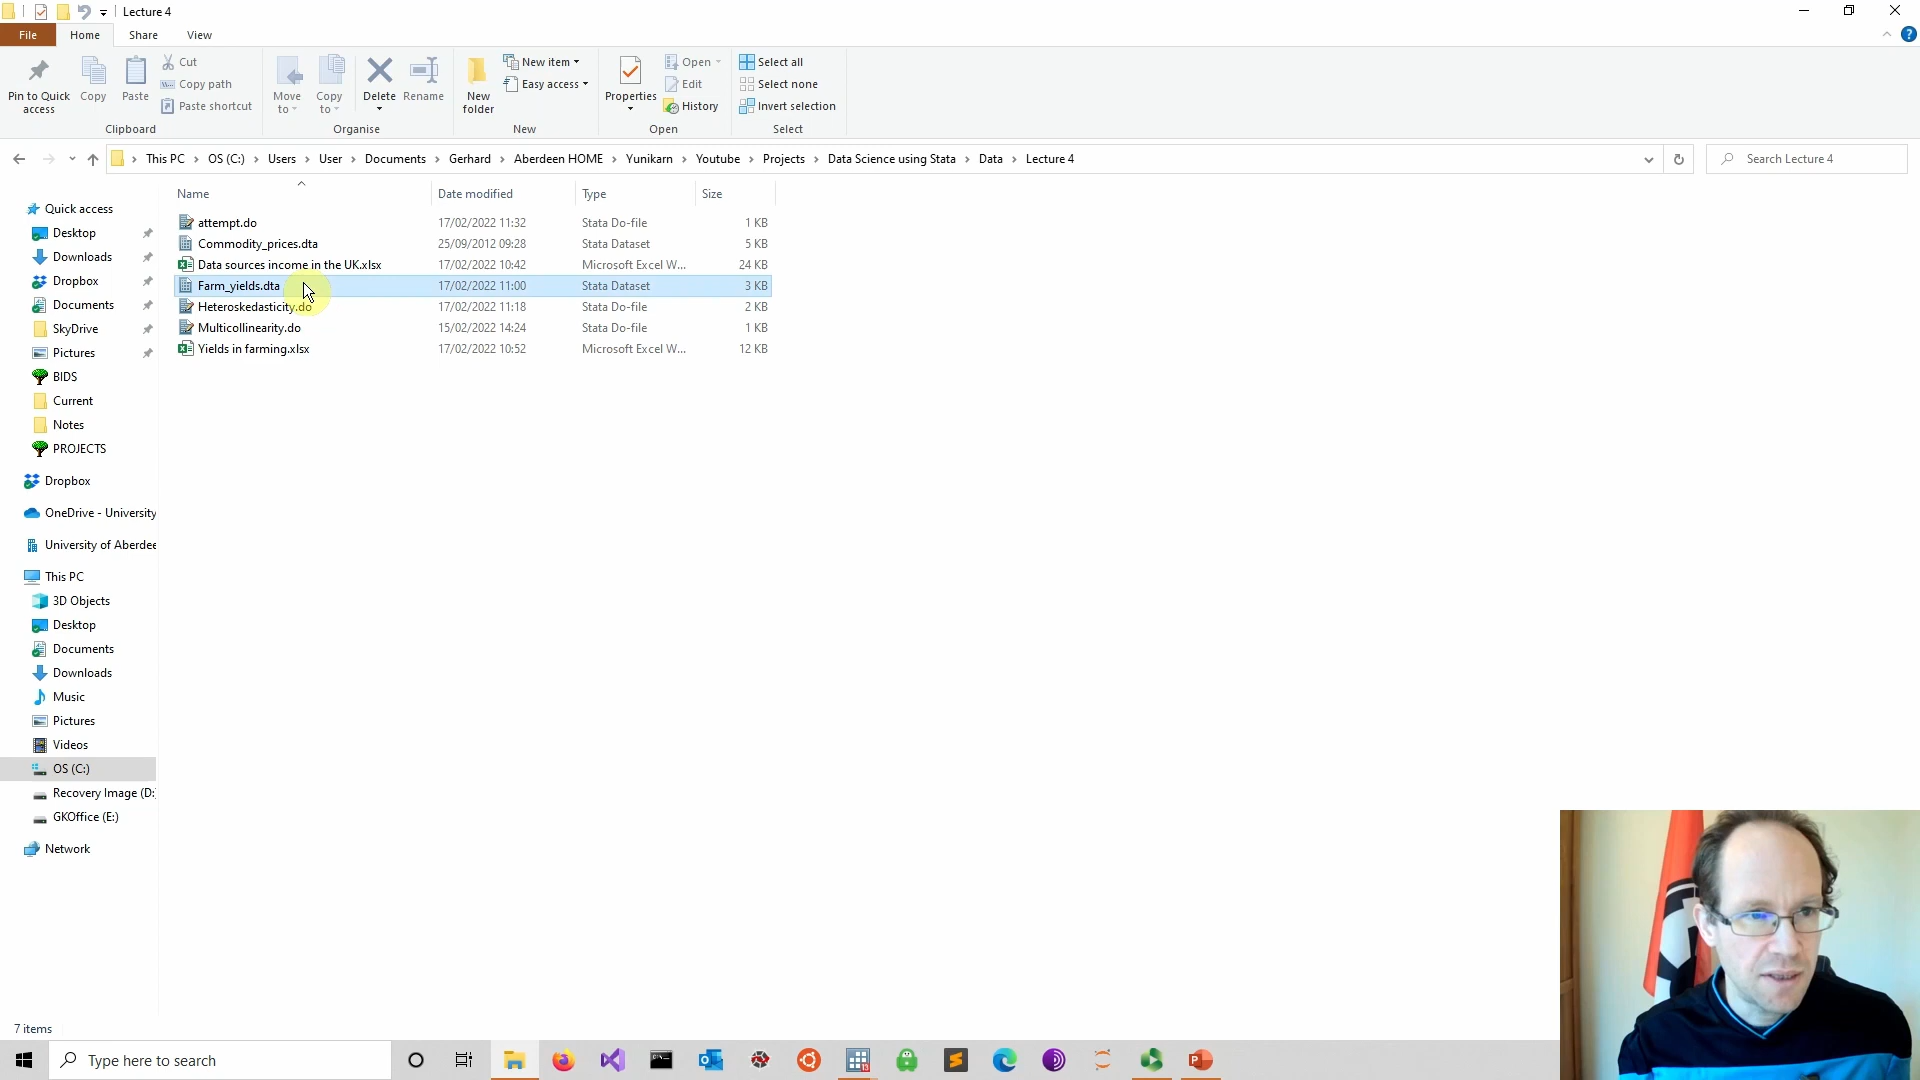 Lecture 4
File Home Share View
Pin to Quick access
Copy
Paste
Cut
Copy path
Paste shortcut
Clipboard
Move to
Copy to
Delete
Rename
Organise
New folder
New item
Easy access
New
Properties
Open
Edit
History
Open
Select all
Select none
Invert selection
Select
This PC > OS (C:) > Users > User > Documents > Gerhard > Aberdeen HOME > Yunikarn > Youtube > Projects > Data Science using Stata > Data > Lecture 4
Search Lecture 4
Name Date modified Type Size
attempt.do 17/02/2022 11:32 Stata Do-file 1 KB
Commodity_prices.dta 25/09/2012 09:28 Stata Dataset 5 KB
Data sources income in the UK.xlsx 17/02/2022 10:42 Microsoft Excel W... 24 KB
Farm_yields.dta 17/02/2022 11:00 Stata Dataset 3 KB
Heteroskedasticity.do 17/02/2022 11:18 Stata Do-file 2 KB
Multicollinearity.do 15/02/2022 14:24 Stata Do-file 1 KB
Yields in farming.xlsx 17/02/2022 10:52 Microsoft Excel W... 12 KB
Quick access
Desktop
Downloads
Dropbox
Documents
SkyDrive
Pictures
BIDS
Current
Notes
PROJECTS
Dropbox
OneDrive - University
University of Aberdee
This PC
3D Objects
Desktop
Documents
Downloads
Music
Pictures
Videos
OS (C:)
Recovery Image (D:
GKOffice (E:)
Network
7 items
Type here to search